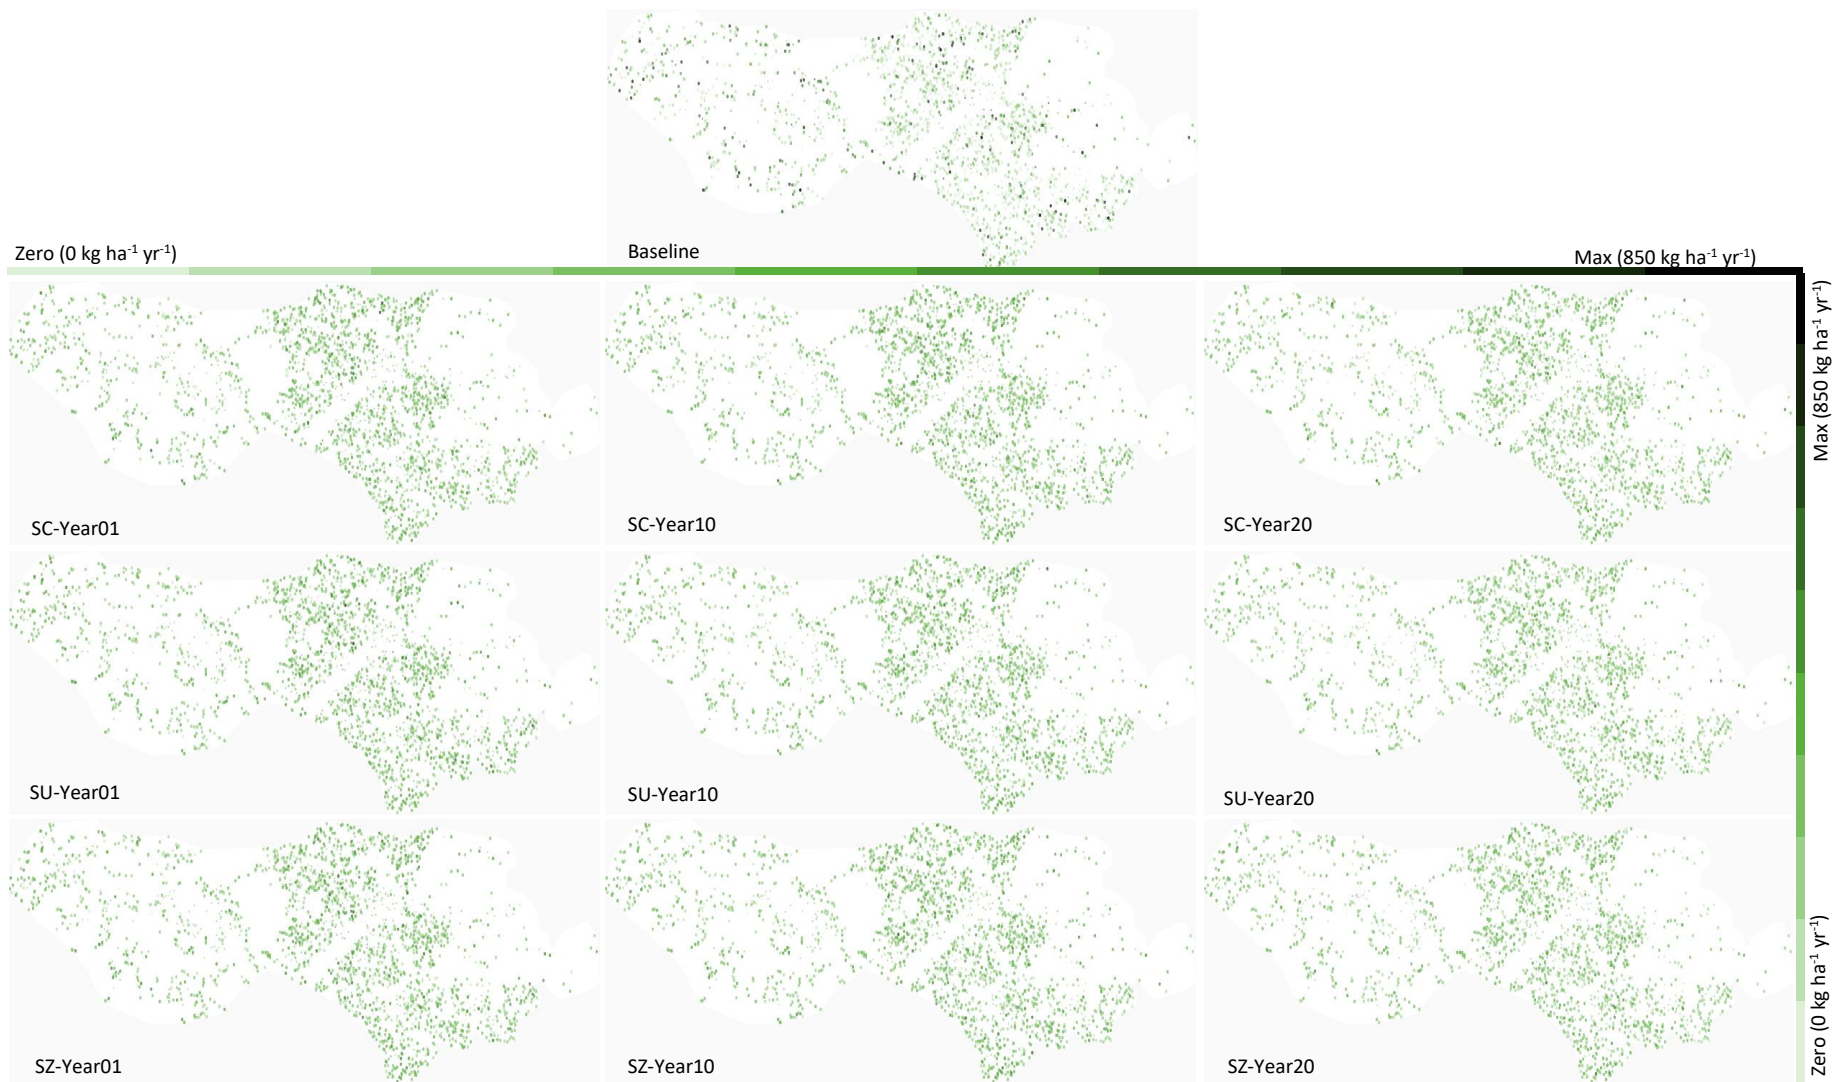 Baseline
Zero (0 kg ha⁻¹ yr⁻¹)
Max (850 kg ha⁻¹ yr⁻¹)
Max (850 kg ha⁻¹ yr⁻¹)
SC-Year01
SC-Year10
SC-Year20
SU-Year01
SU-Year10
SU-Year20
Zero (0 kg ha⁻¹ yr⁻¹)
SZ-Year01
SZ-Year10
SZ-Year20